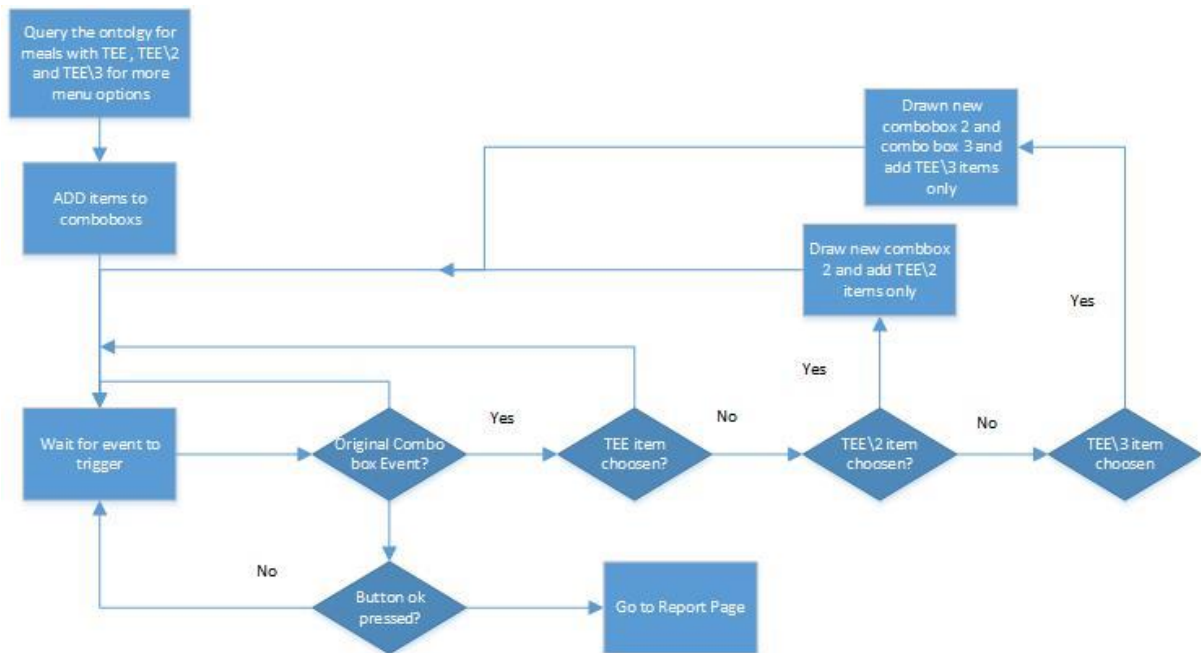 Query the ontolgy for
meals with TEE , TEE\2
and TEE\3 for more
menu options
Drawn new
combobox 2 and
combo box 3 and
add TEE\3 items
only
ADD items to
comboboxs
Draw new combbox
2 and add TEE\2
items only
Yes
Yes
Wait for event to
trigger
Original Combo
box Event?
Yes
TEE item
choosen?
No
TEE\2 item
choosen?
No
TEE\3 item
choosen
No
Button ok
pressed?
Go to Report Page